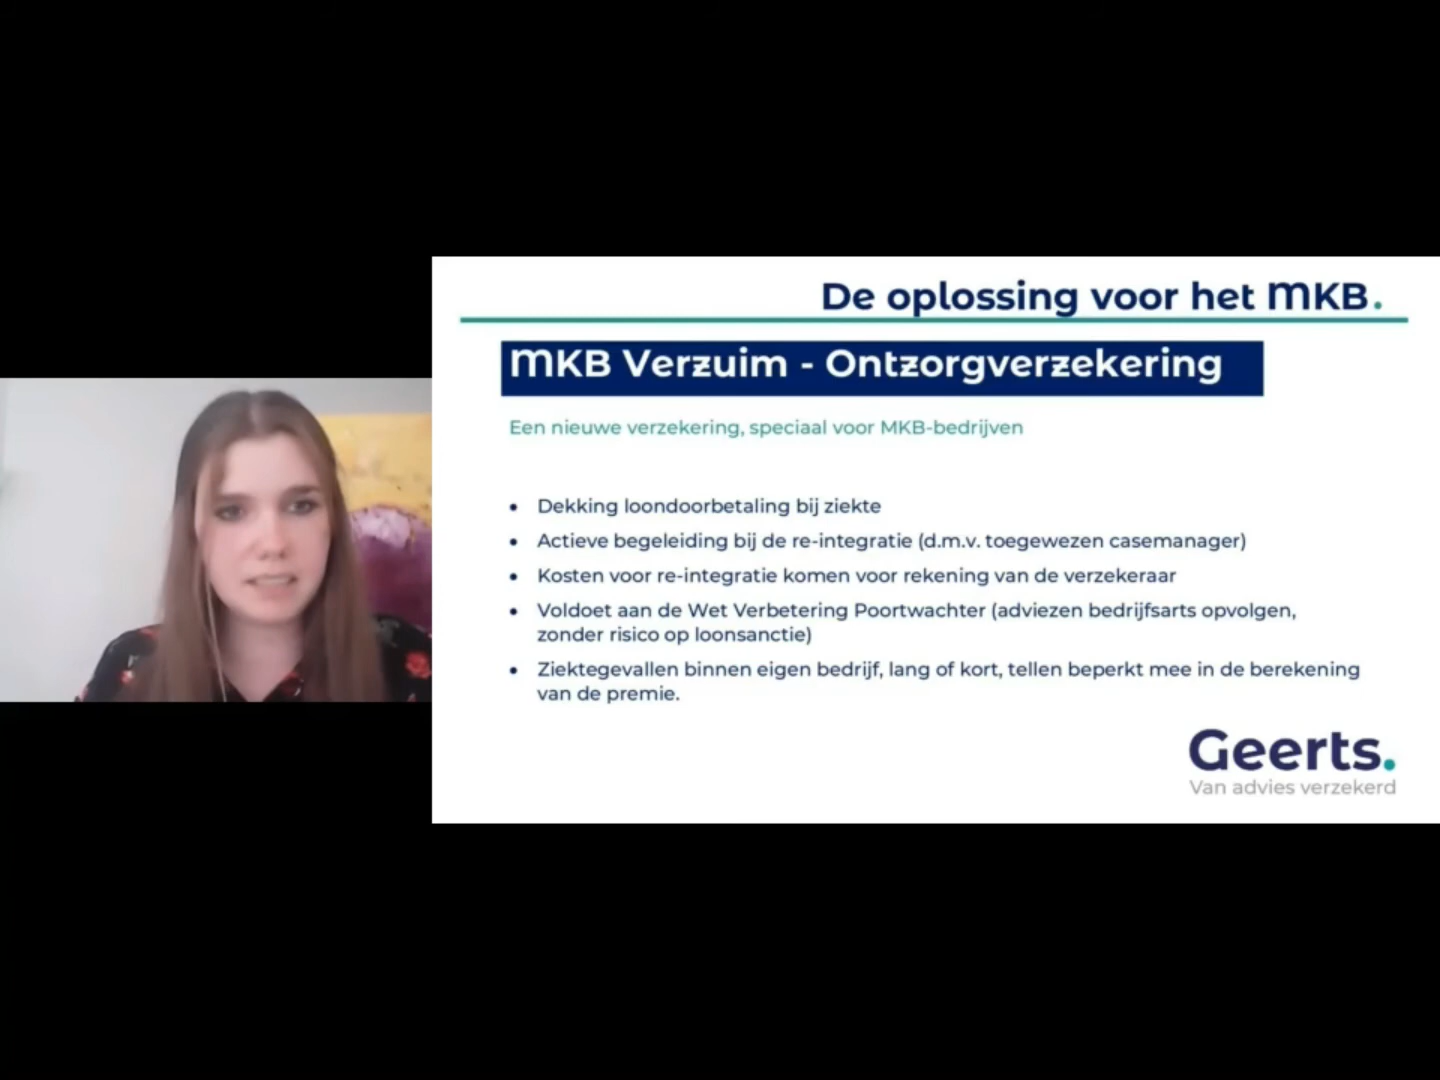 De oplossing voor het MKB.
MKB Verzuim - Ontzorgverzekering
Een nieuwe verzekering, speciaal voor MKB-bedrijven
• Dekking loondoorbetaling bij ziekte
• Actieve begeleiding bij de re-integratie (d.m.v. toegewezen casemanager)
• Kosten voor re-integratie komen voor rekening van de verzekeraar
• Voldoet aan de Wet Verbetering Poortwachter (adviezen bedrijfsarts opvolgen,
zonder risico op loonsanctie)
• Ziektegevallen binnen eigen bedrijf, lang of kort, tellen beperkt mee in de berekening
van de premie.
Geerts.
Van advies verzekerd